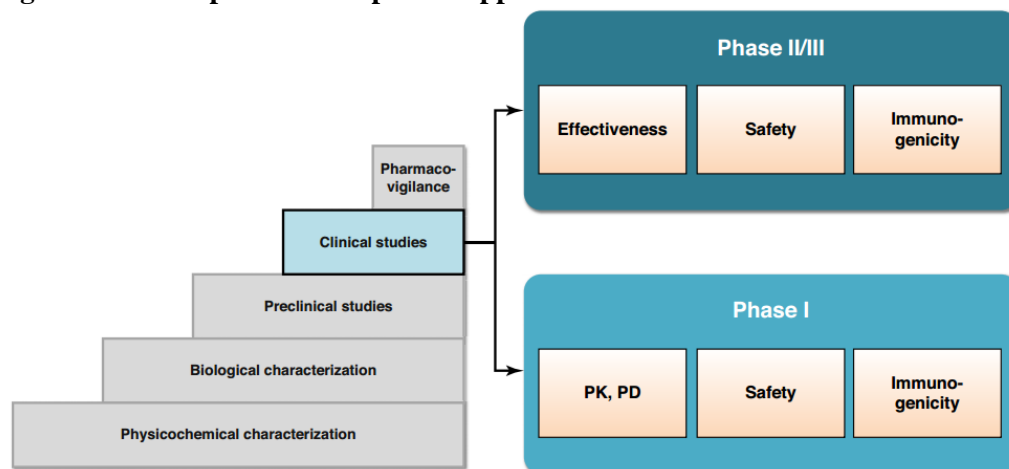 Phase II/III
Effectiveness
Safety
Immuno-
genicity
Pharmaco-
vigilance
Clinical studies
Preclinical studies
Biological characterization
Physicochemical characterization
Phase I
PK, PD
Safety
Immuno-
genicity